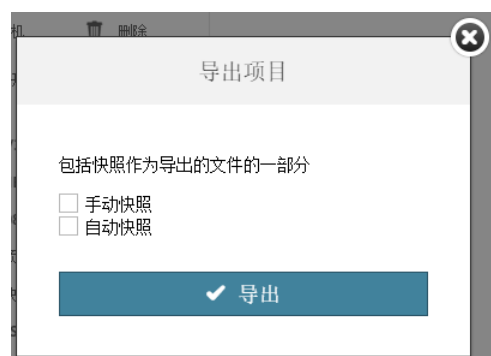 机
删除
导出项目
包括快照作为导出的文件的一部分
手动快照
自动快照
导出